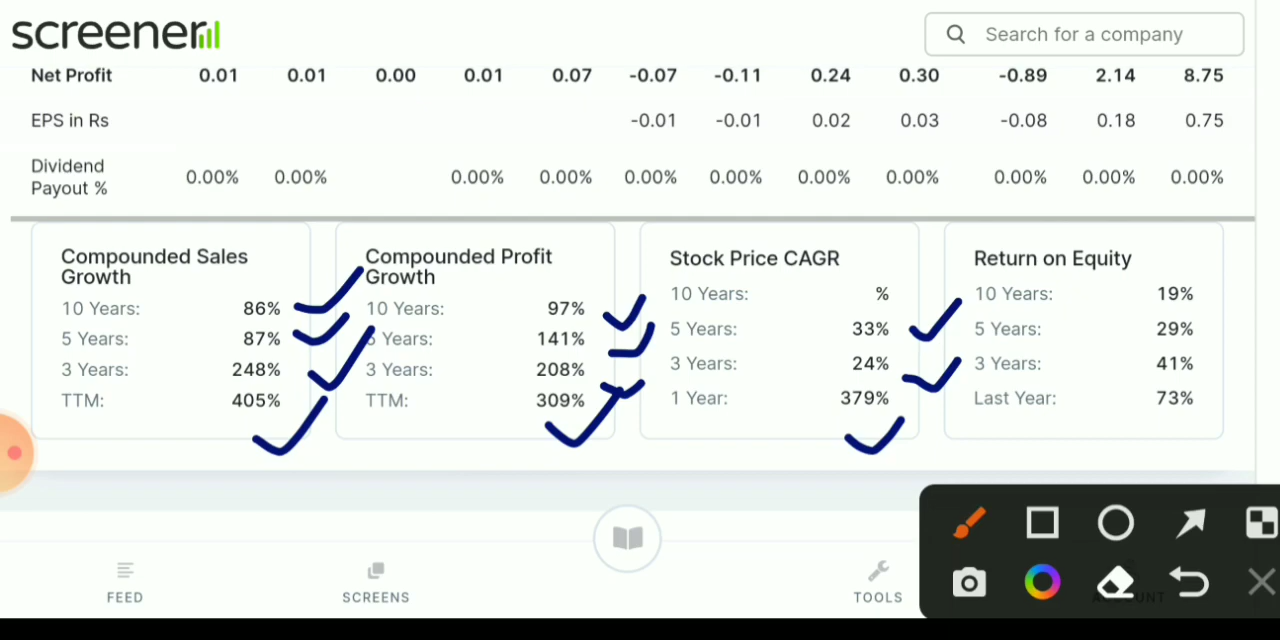 screener
Search for a company
Net Profit 0.01 0.01 0.00 0.01 0.07 -0.07 -0.11 0.24 0.30 -0.89 2.14 8.75
EPS in Rs -0.01 -0.01 0.02 0.03 -0.08 0.18 0.75
Dividend
Payout % 0.00% 0.00% 0.00% 0.00% 0.00% 0.00% 0.00% 0.00% 0.00% 0.00% 0.00%
Compounded Sales
Growth
10 Years: 86%
5 Years: 87%
3 Years: 248%
TTM: 405%
Compounded Profit
Growth
10 Years: 97%
5 Years: 141%
3 Years: 208%
TTM: 309%
Stock Price CAGR
10 Years: %
5 Years: 33%
3 Years: 24%
1 Year: 379%
Return on Equity
10 Years: 19%
5 Years: 29%
3 Years: 41%
Last Year: 73%
FEED
SCREENS
TOOLS